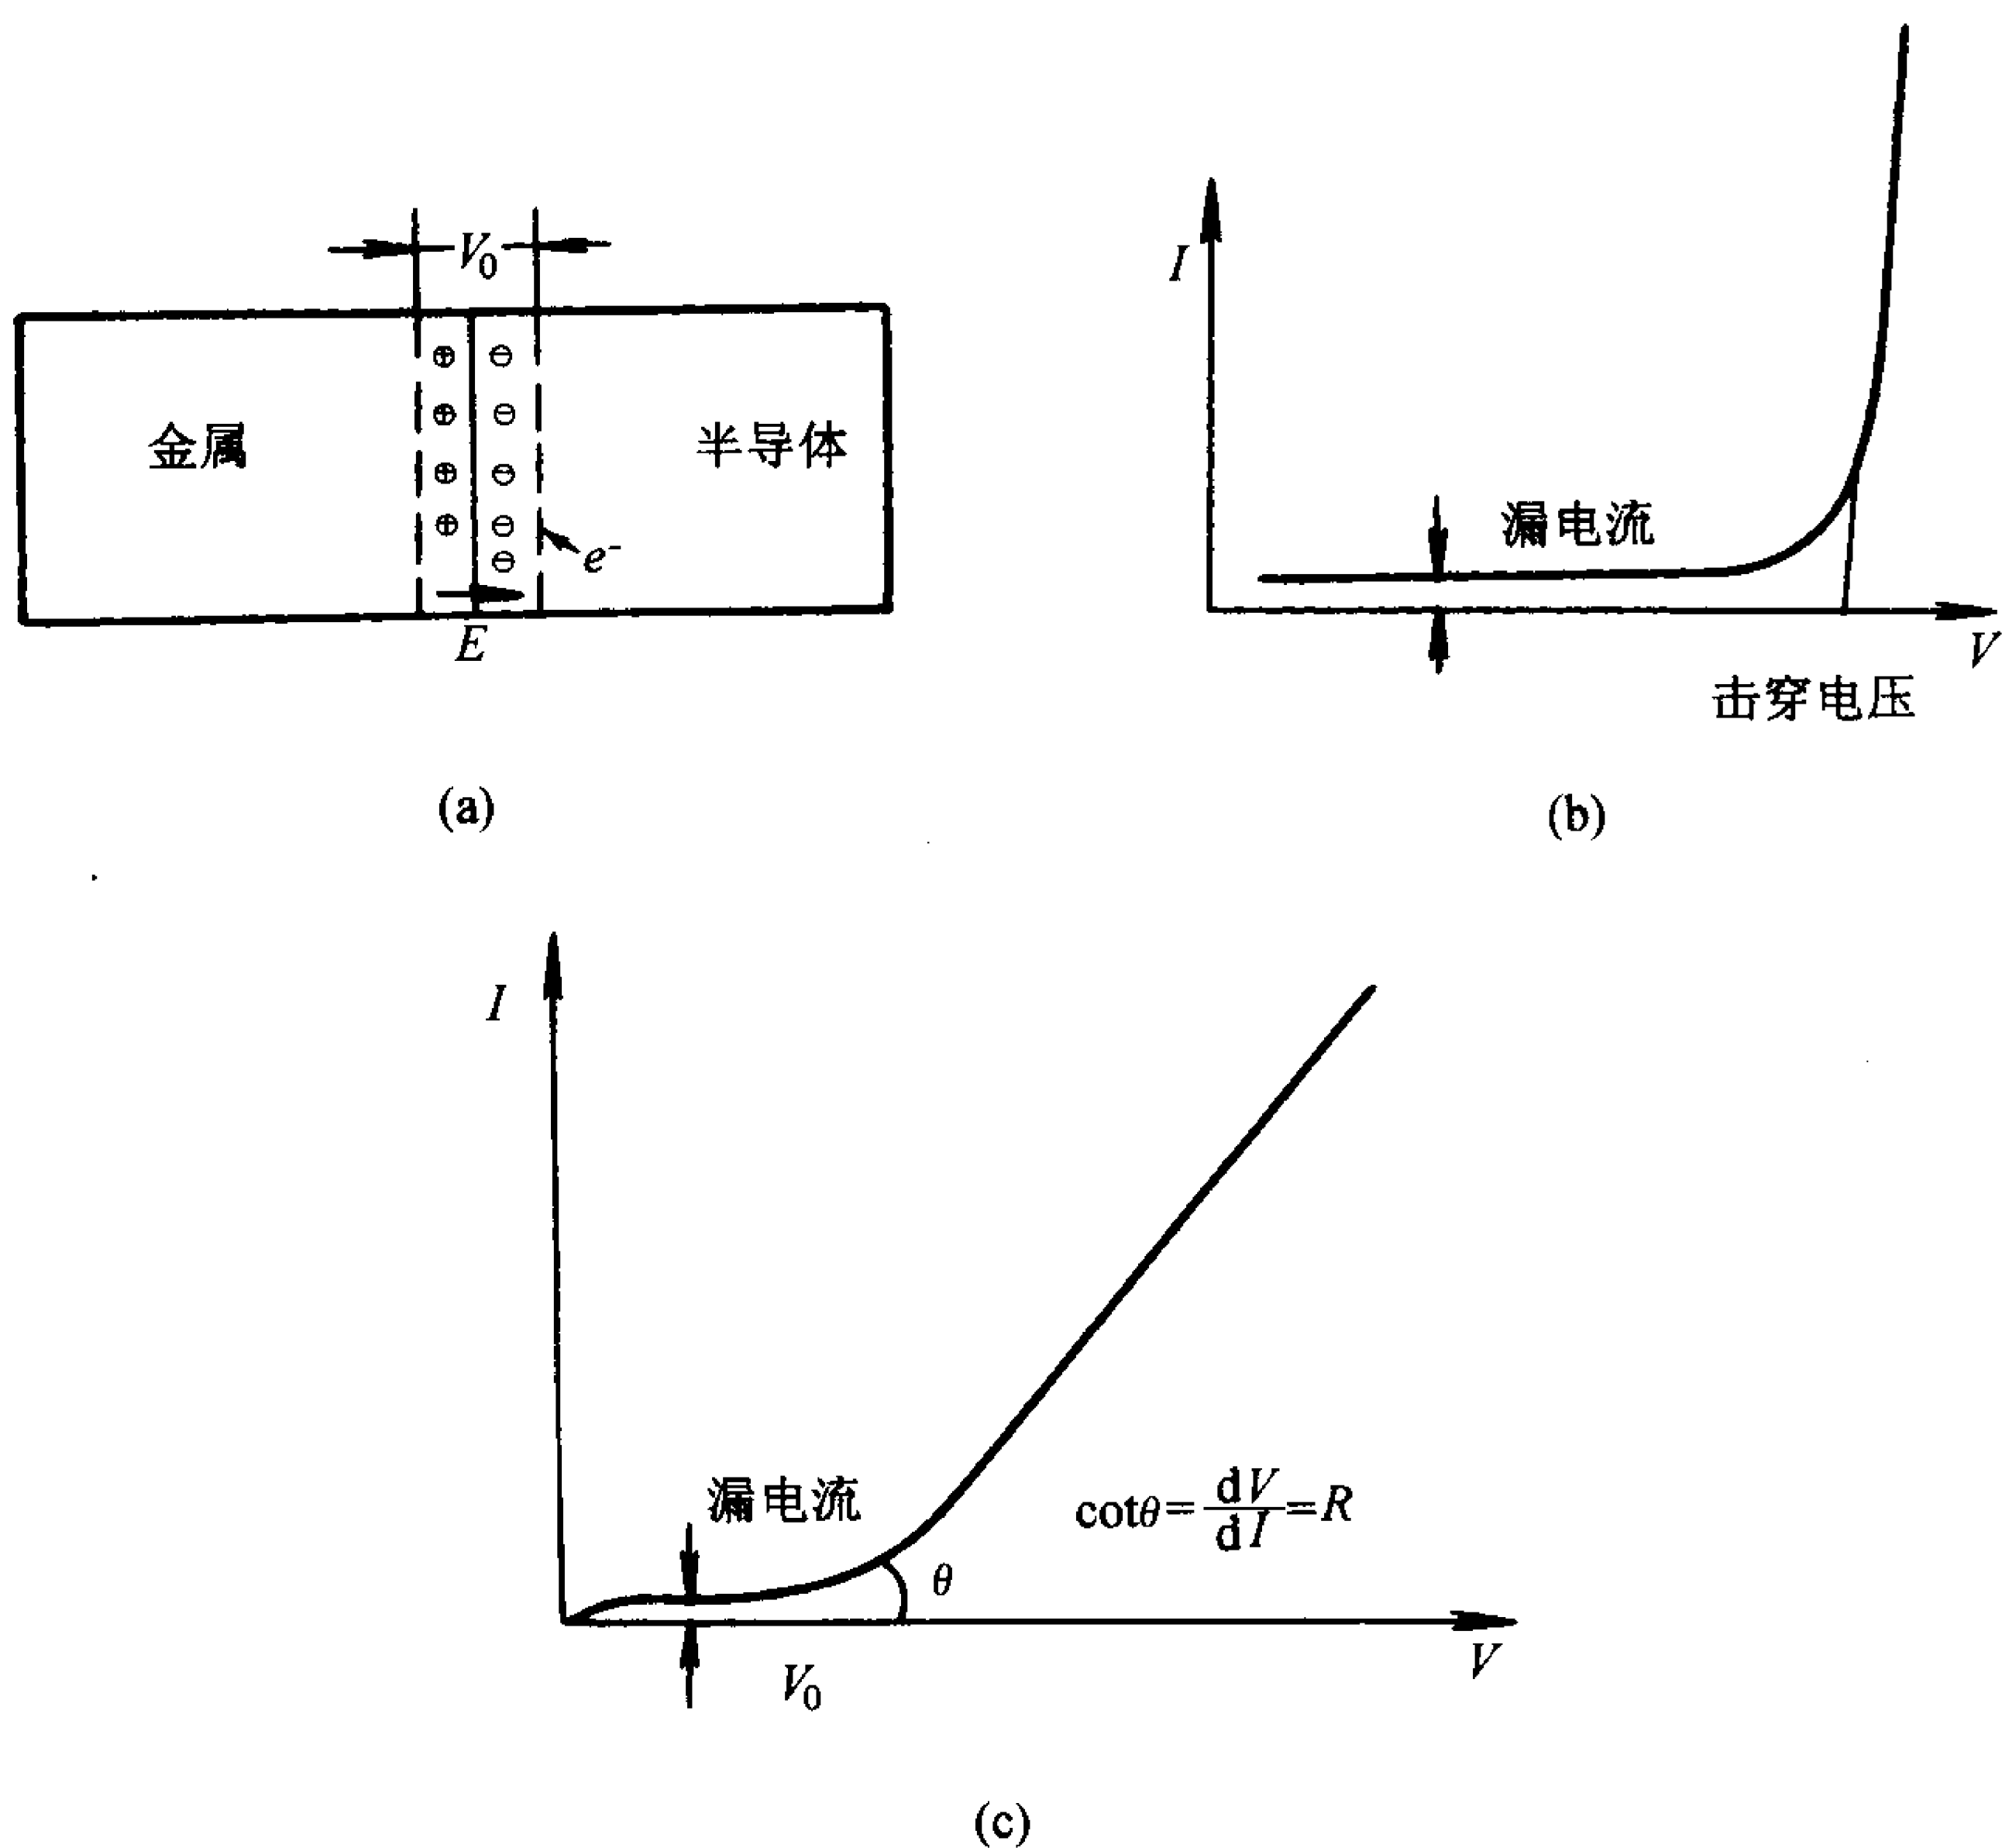 V₀
⊕ ⊖
⊕ ⊖
金属 半导体
⊕ ⊖
⊕ ⊖
⊖
e⁻
E
(a)
I
漏电流
V
击穿电压
(b)
I
漏电流
cotθ=dV/dI=R
θ
V₀
V
(c)